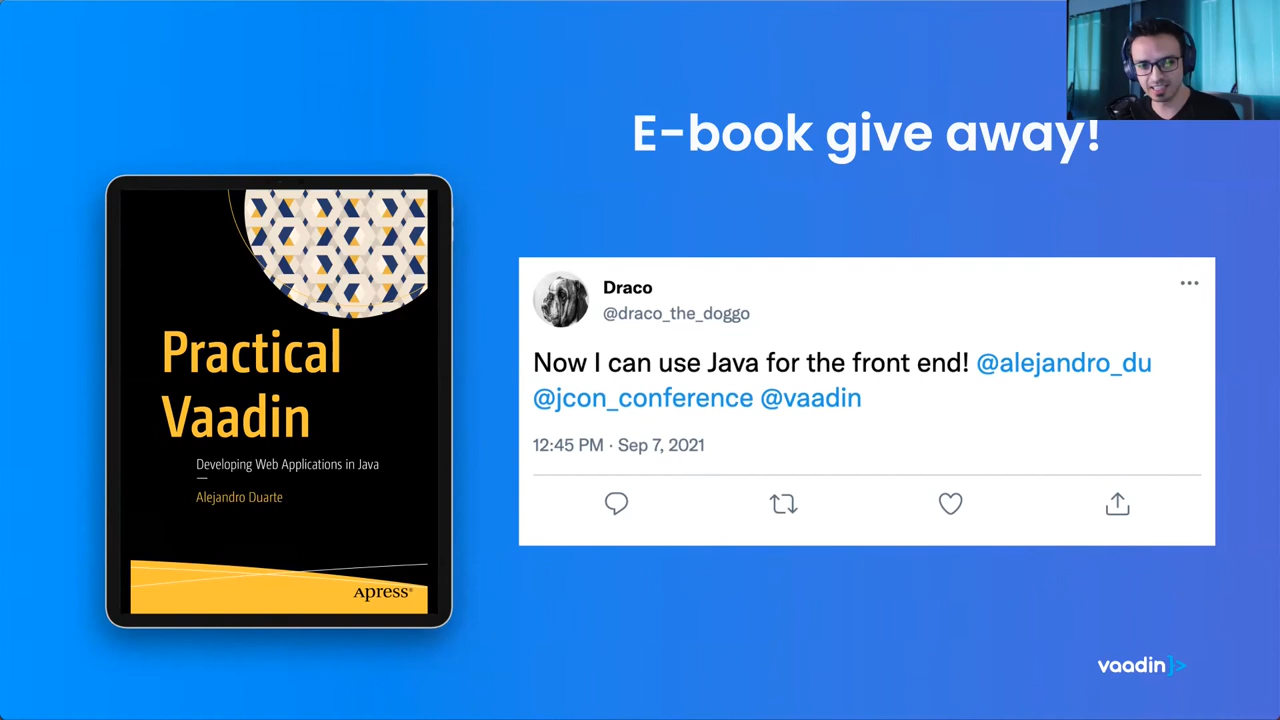 E-book give away!
Practical
Vaadin
Developing Web Applications in Java
Alejandro Duarte
Apress®
Draco
@draco_the_doggo
Now I can use Java for the front end! @alejandro_du
@jcon_conference @vaadin
12:45 PM · Sep 7, 2021
vaadin}>